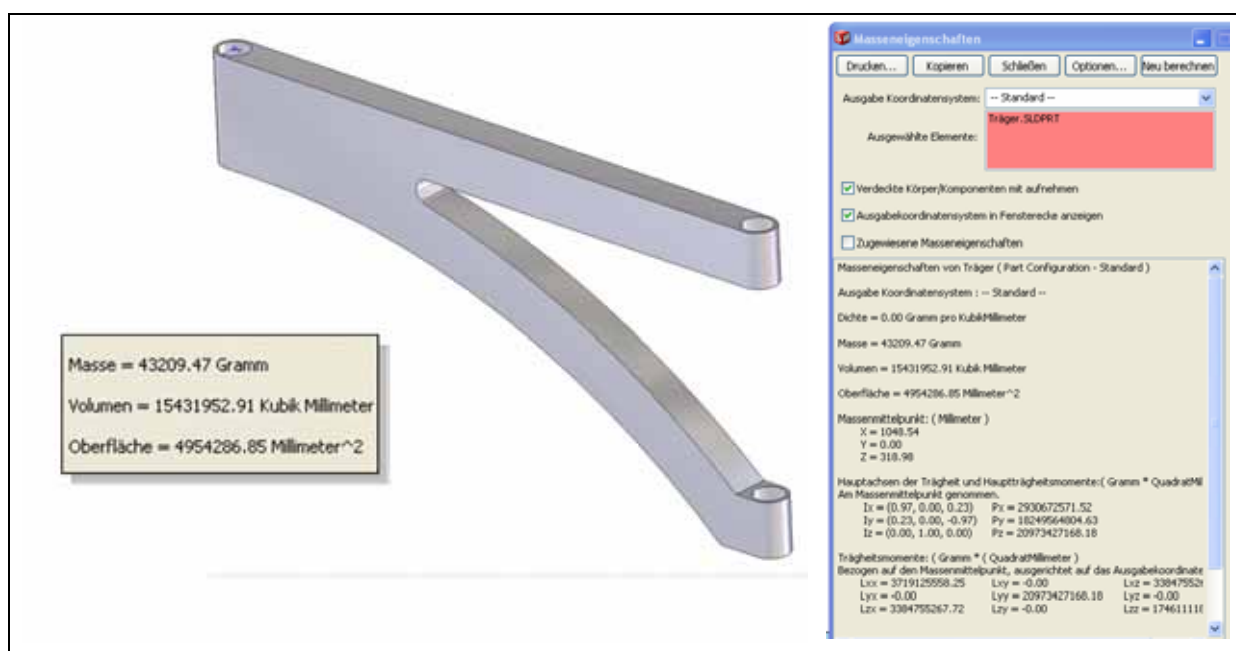 Masse = 43209.47 Gramm
Volumen = 15431952.91 Kubik Millimeter
Oberfläche = 4954286.85 Millimeter^2
Masseneigenschaften
Drucken... Kopieren Schließen Optionen... Neu berechnen
Ausgabe Koordinatensystem: -- Standard --
Träger.SLDPRT
Ausgewählte Elemente:
Verdeckte Körper/Komponenten mit aufnehmen
Ausgabekoordinatensystem in Fensterecke anzeigen
Zugewiesene Masseneigenschaften
Masseneigenschaften von Träger ( Part Configuration - Standard )
Ausgabe Koordinatensystem : -- Standard --
Dichte = 0.00 Gramm pro KubikMillimeter
Masse = 43209.47 Gramm
Volumen = 15431952.91 Kubik Millimeter
Oberfläche = 4954286.85 Millimeter^2
Massenmittelpunkt: ( Millimeter )
X = 1048.54
Y = 0.00
Z = 318.98
Hauptachsen der Trägheit und Hauptträgheitsmomente:( Gramm * QuadratMil
Am Massenmittelpunkt genommen.
Ix = (0.97, 0.00, 0.23) Px = 2930672571.52
Iy = (0.23, 0.00, -0.97) Py = 18249564804.63
Iz = (0.00, 1.00, 0.00) Pz = 20973427168.18
Trägheitsmomente: ( Gramm * ( QuadratMillimeter )
Bezogen auf den Massenmittelpunkt, ausgerichtet auf das Ausgabekoordinate
Lxx = 3719125558.25 Lxy = -0.00 Lxz = 338475526
Lyx = -0.00 Lyy = 20973427168.18 Lyz = -0.00
Lzx = 3384755267.72 Lzy = -0.00 Lzz = 174611118